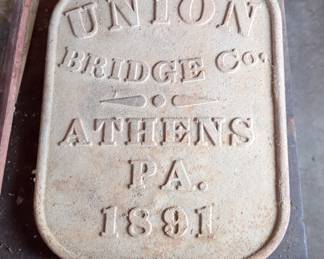 UNION
BRIDGE CO.
ATHENS
PA.
1891